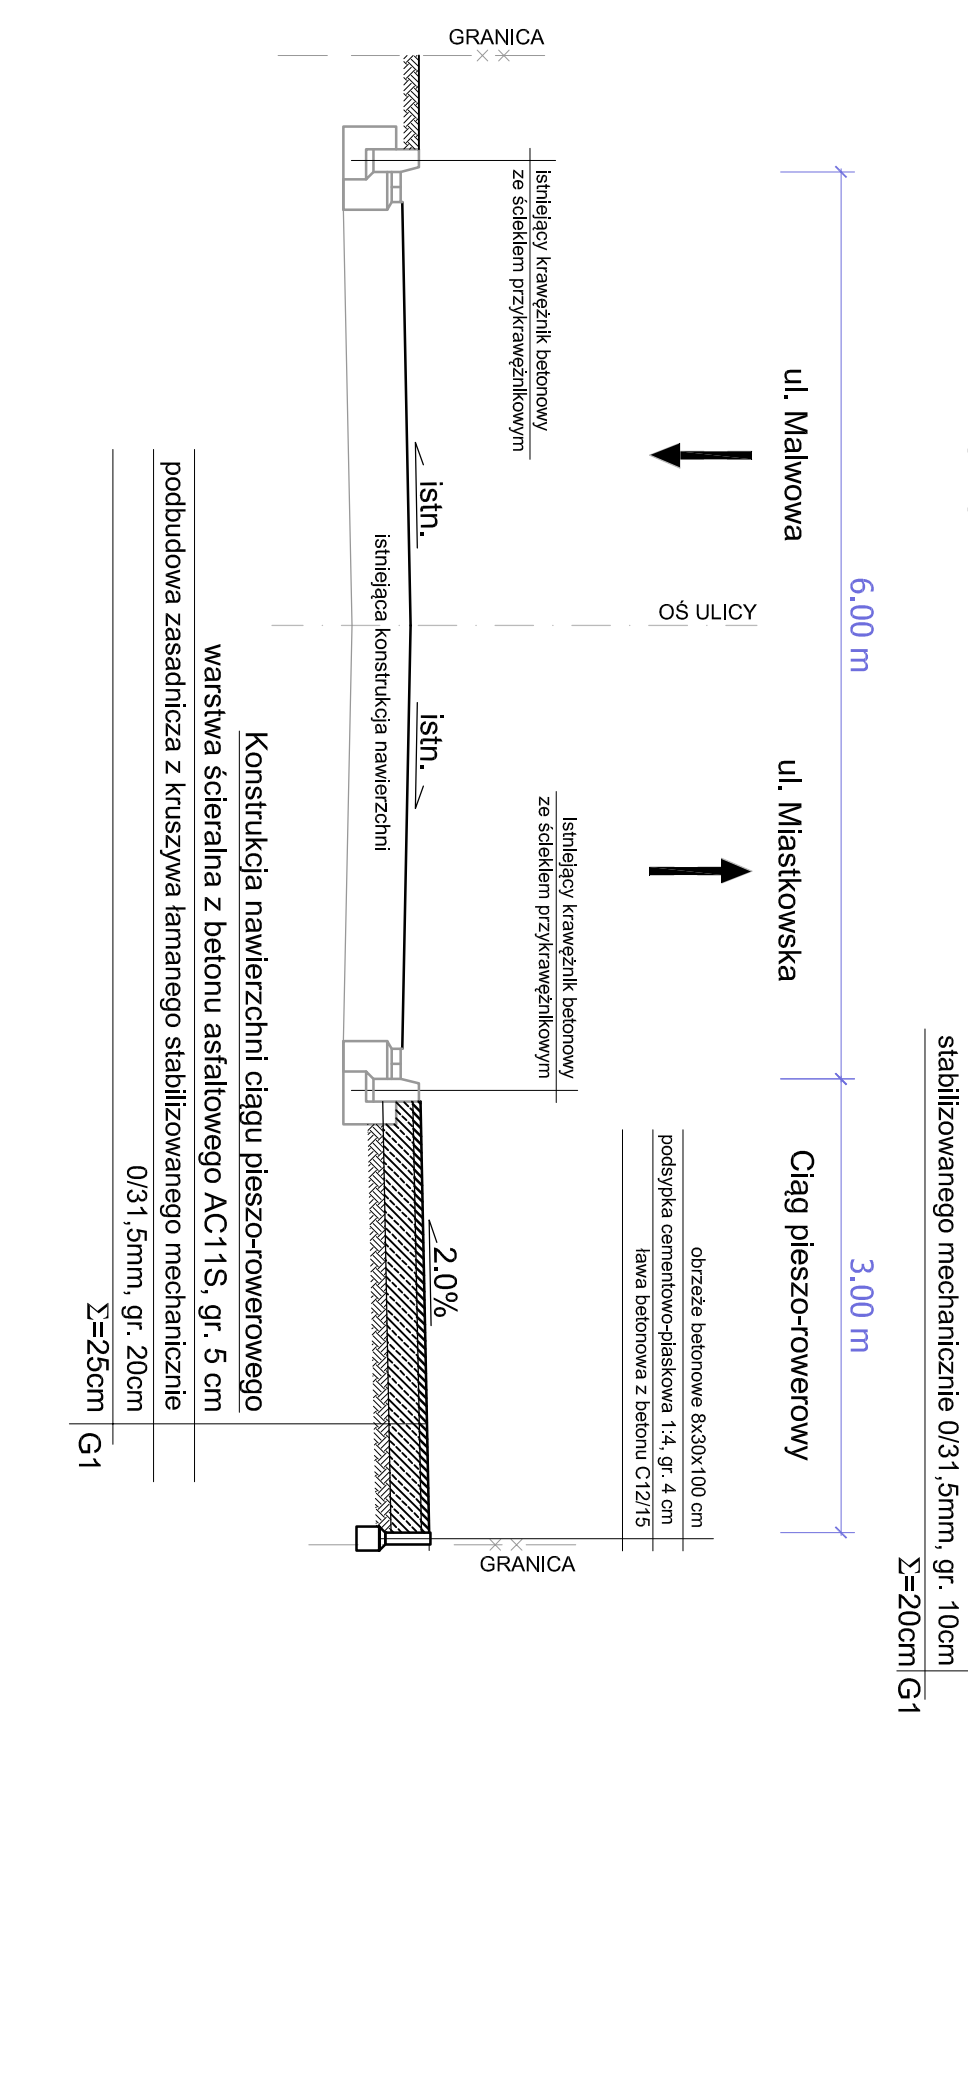 stabilizowanego mechanicznie 0/31,5mm, gr. 10cm
Σ=20cm G1
6.00 m
3.00 m
ul. Malwowa
ul. Miastkowska
Ciąg pieszo-rowerowy
OŚ ULICY
GRANICA
GRANICA
istniejący krawężnik betonowy
ze ściekiem przykrawężnikowym
istniejący krawężnik betonowy
ze ściekiem przykrawężnikowym
obrzeże betonowe 8x30x100 cm
podsypka cementowo-piaskowa 1:4, gr. 4 cm
ława betonowa z betonu C12/15
istn.
istn.
2.0%
istniejąca konstrukcja nawierzchni
Konstrukcja nawierzchni ciągu pieszo-rowerowego
warstwa ścieralna z betonu asfaltowego AC11S, gr. 5 cm
podbudowa zasadnicza z kruszywa łamanego stabilizowanego mechanicznie
0/31,5mm, gr. 20cm
Σ=25cm
G1